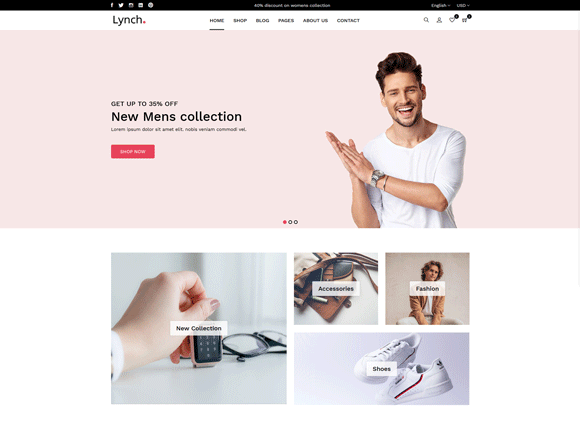 40% discount on womens collection
English
USD
Lynch.
HOME
SHOP
BLOG
PAGES
ABOUT US
CONTACT
GET UP TO 35% OFF
New Mens collection
Lorem ipsum dolor sit amet elit. nobis veniam commodi vel.
SHOP NOW
New Collection
Accessories
Fashion
Shoes